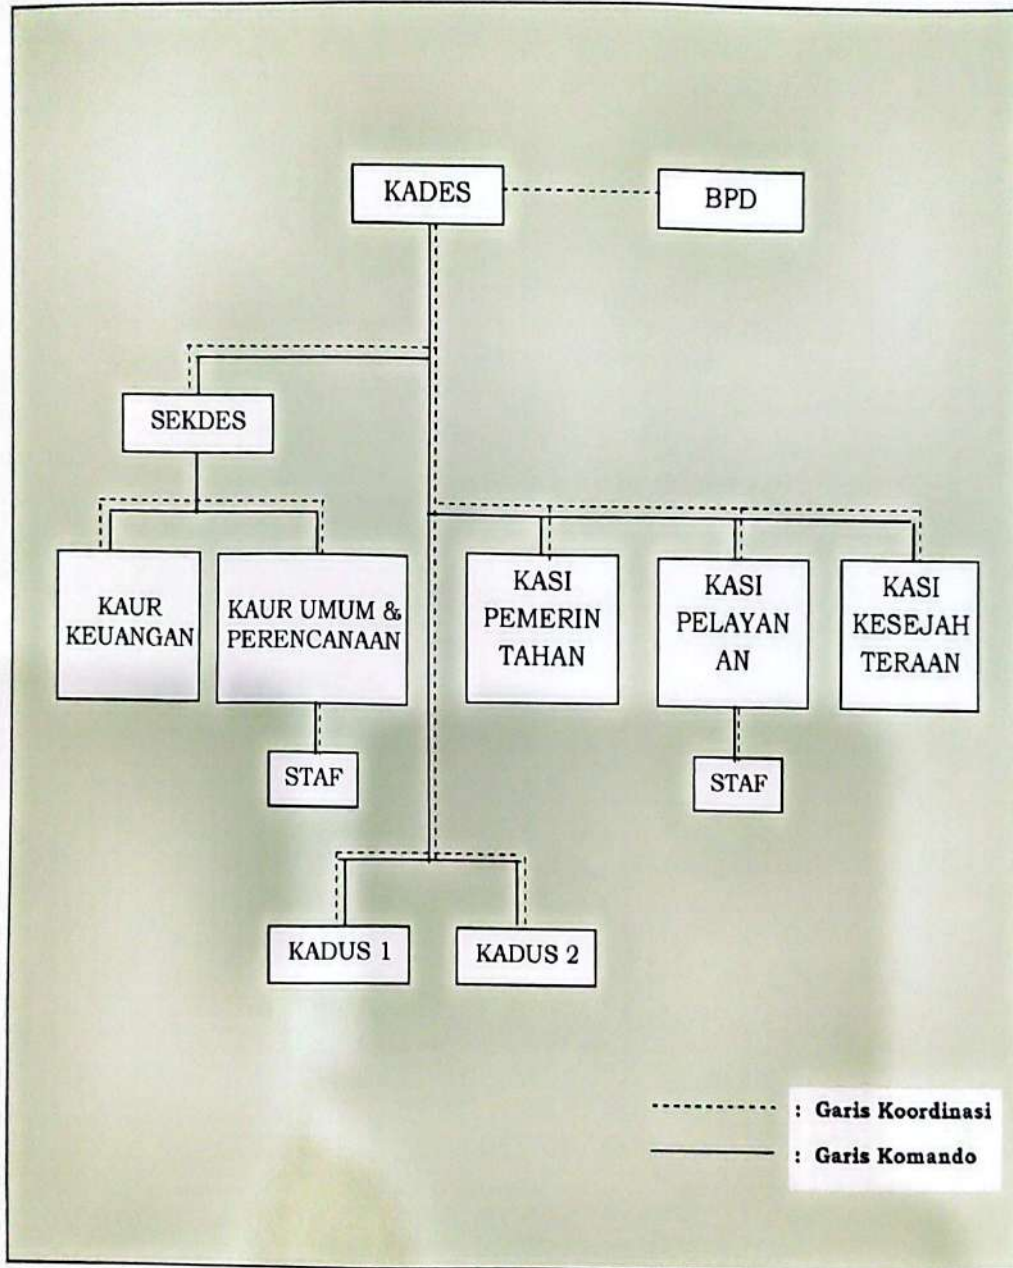 KADES
BPD
SEKDES
KAUR
KEUANGAN
KAUR UMUM &
PERENCANAAN
KASI
PEMERIN
TAHAN
KASI
PELAYAN
AN
KASI
KESEJAH
TERAAN
STAF
STAF
KADUS 1
KADUS 2
: Garis Koordinasi
: Garis Komando